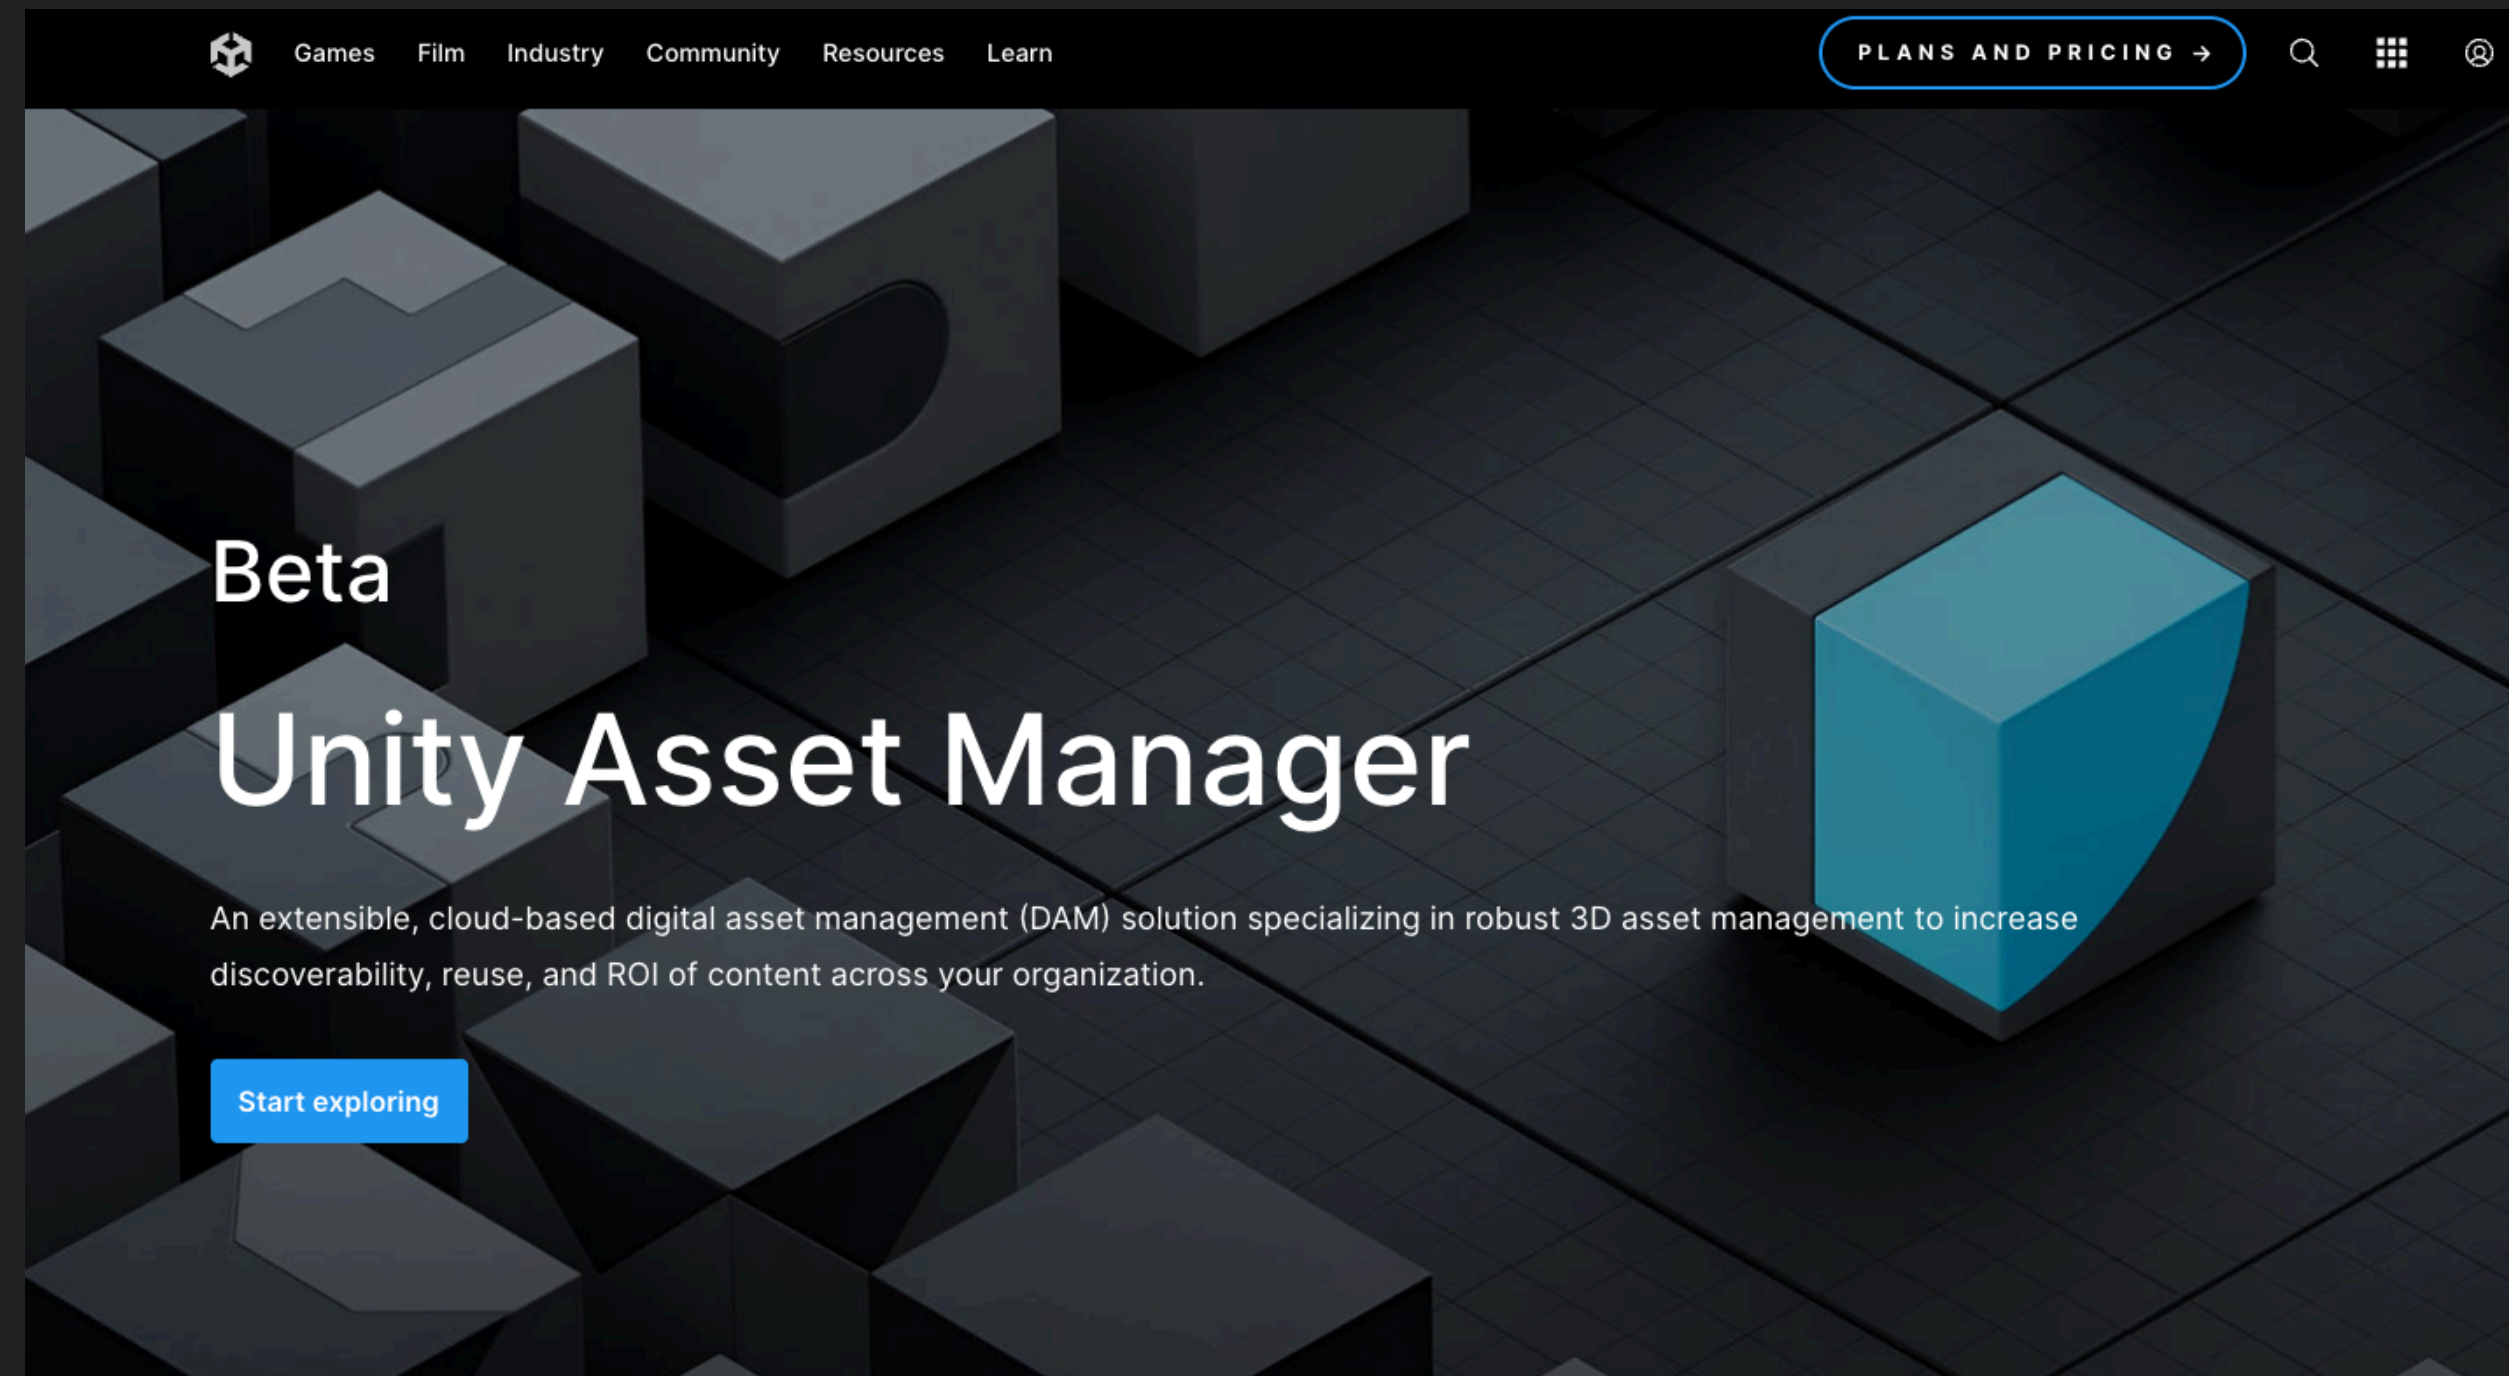 Games Film Industry Community Resources Learn PLANS AND PRICING →
Beta
Unity Asset Manager
An extensible, cloud-based digital asset management (DAM) solution specializing in robust 3D asset management to increase
discoverability, reuse, and ROI of content across your organization.
Start exploring